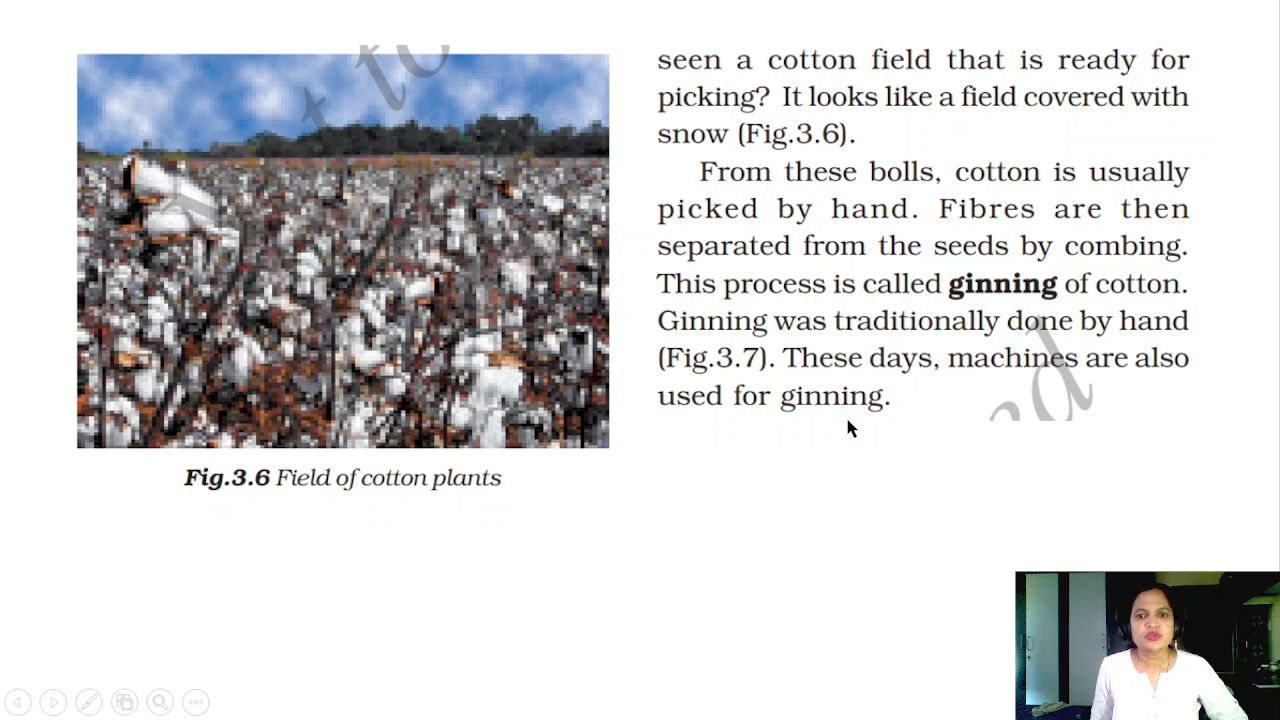 seen a cotton field that is ready for
picking? It looks like a field covered with
snow (Fig.3.6).
From these bolls, cotton is usually
picked by hand. Fibres are then
separated from the seeds by combing.
This process is called ginning of cotton.
Ginning was traditionally done by hand
(Fig.3.7). These days, machines are also
used for ginning.
Fig.3.6 Field of cotton plants